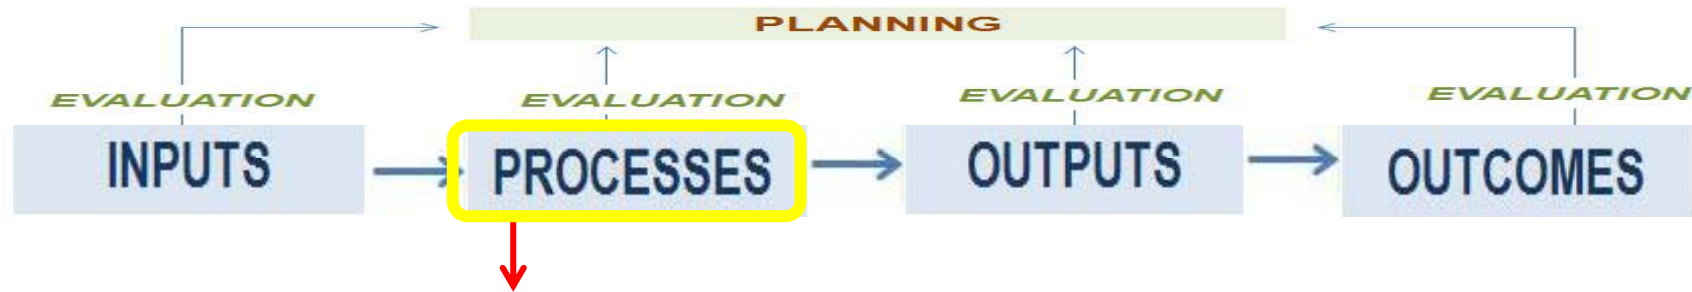 PLANNING
EVALUATION EVALUATION EVALUATION EVALUATION
INPUTS PROCESSES OUTPUTS OUTCOMES